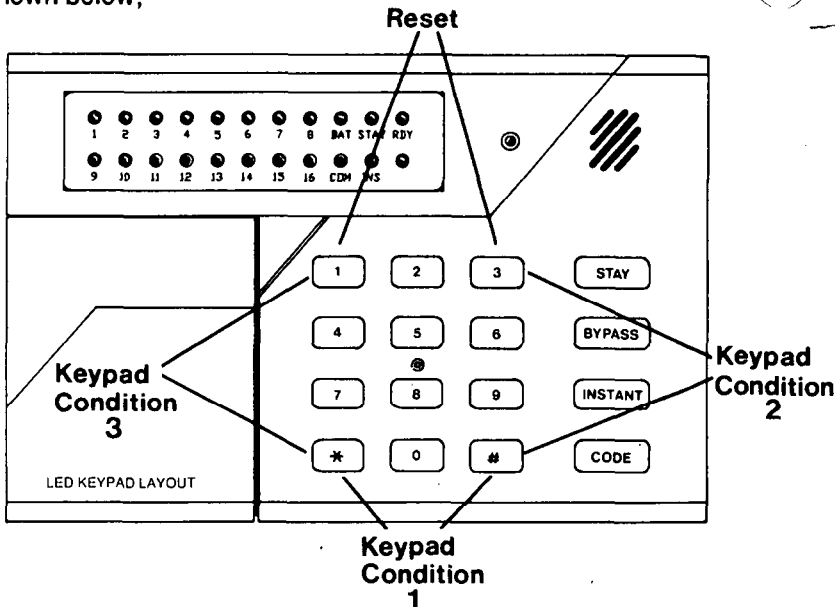 below;
Reset
1 2 3 4 5 6 7 8 BAT STAY RDY
9 10 11 12 13 14 15 16 COM INS
1 2 3 STAY
4 5 6 BYPASS
7 8 9 INSTANT
* 0 # CODE
Keypad
Condition
3
Keypad
Condition
2
LED KEYPAD LAYOUT
Keypad
Condition
1